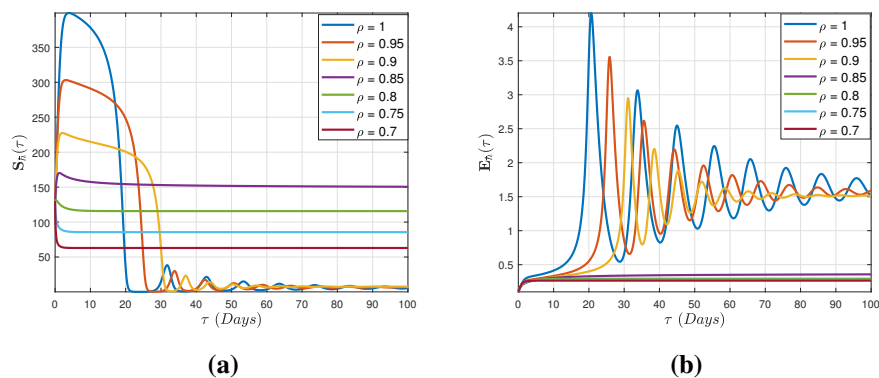 ρ = 1
ρ = 0.95
ρ = 0.9
ρ = 0.85
ρ = 0.8
ρ = 0.75
ρ = 0.7
350
300
250
200
150
100
50
S_ℏ(τ)
0 10 20 30 40 50 60 70 80 90 100
τ (Days)
(a)
ρ = 1
ρ = 0.95
ρ = 0.9
ρ = 0.85
ρ = 0.8
ρ = 0.75
ρ = 0.7
4
3.5
3
2.5
2
1.5
1
0.5
E_ℏ(τ)
0 10 20 30 40 50 60 70 80 90 100
τ (Days)
(b)